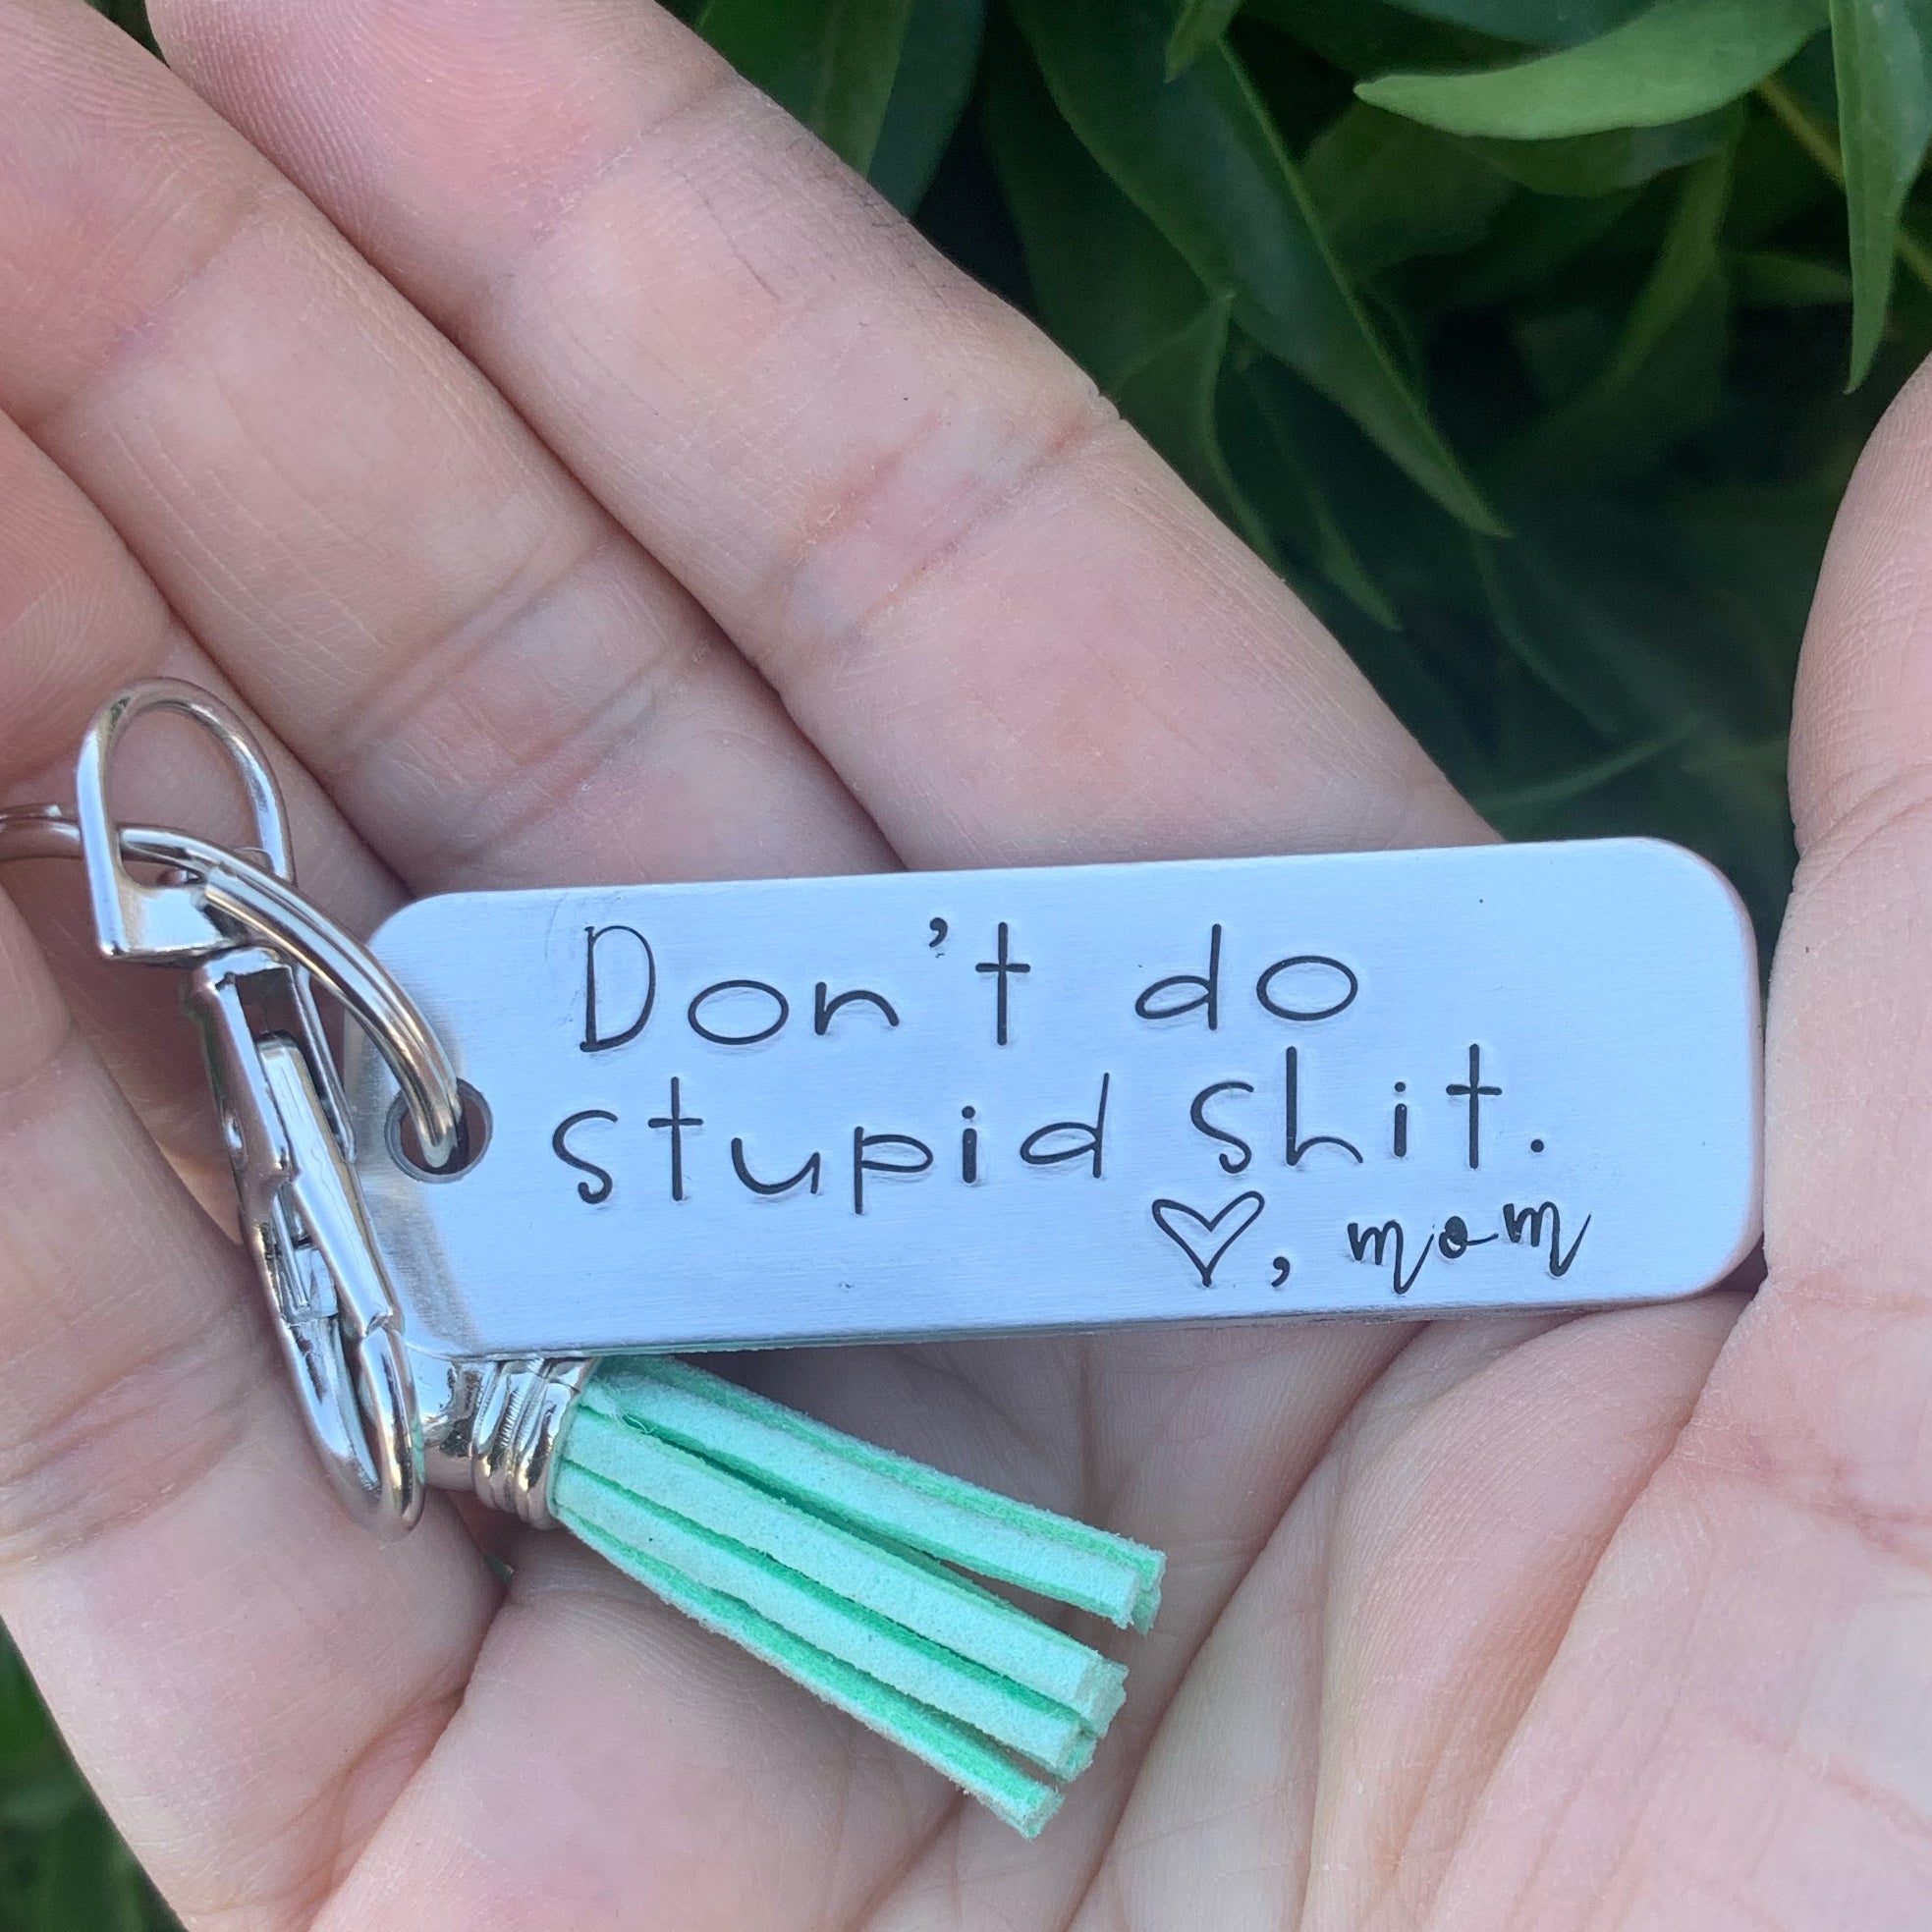 Don't do
stupid shit.
♡, mom